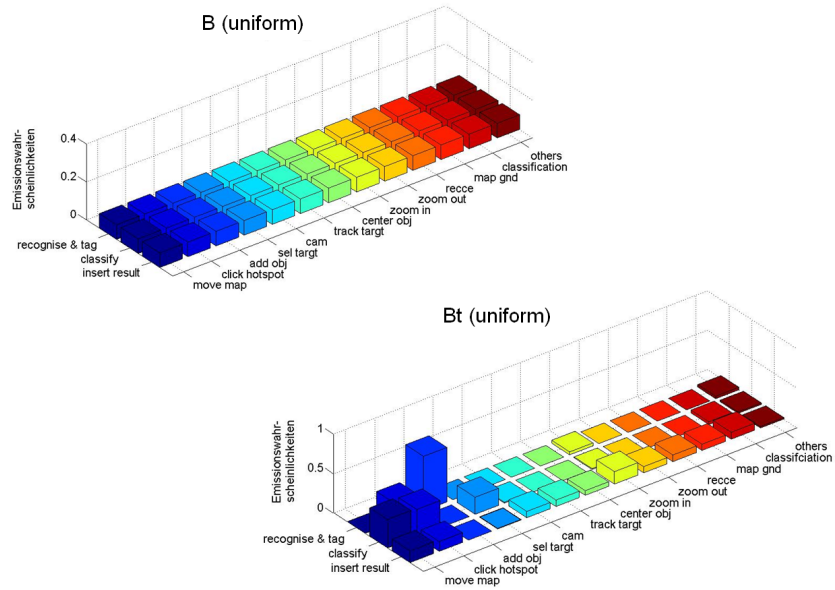 B (uniform)
Emissionswahr-
scheinlichkeiten
0.4
0.2
0
recognise & tag
classify
insert result
move map
click hotspot
add obj
sel targt
cam
track targt
center obj
zoom in
zoom out
recce
map gnd
classification
others
Bt (uniform)
Emissionswahr-
scheinlichkeiten
1
0.5
0
recognise & tag
classify
insert result
move map
click hotspot
add obj
sel targt
cam
track targt
center obj
zoom in
zoom out
recce
map gnd
classifciation
others